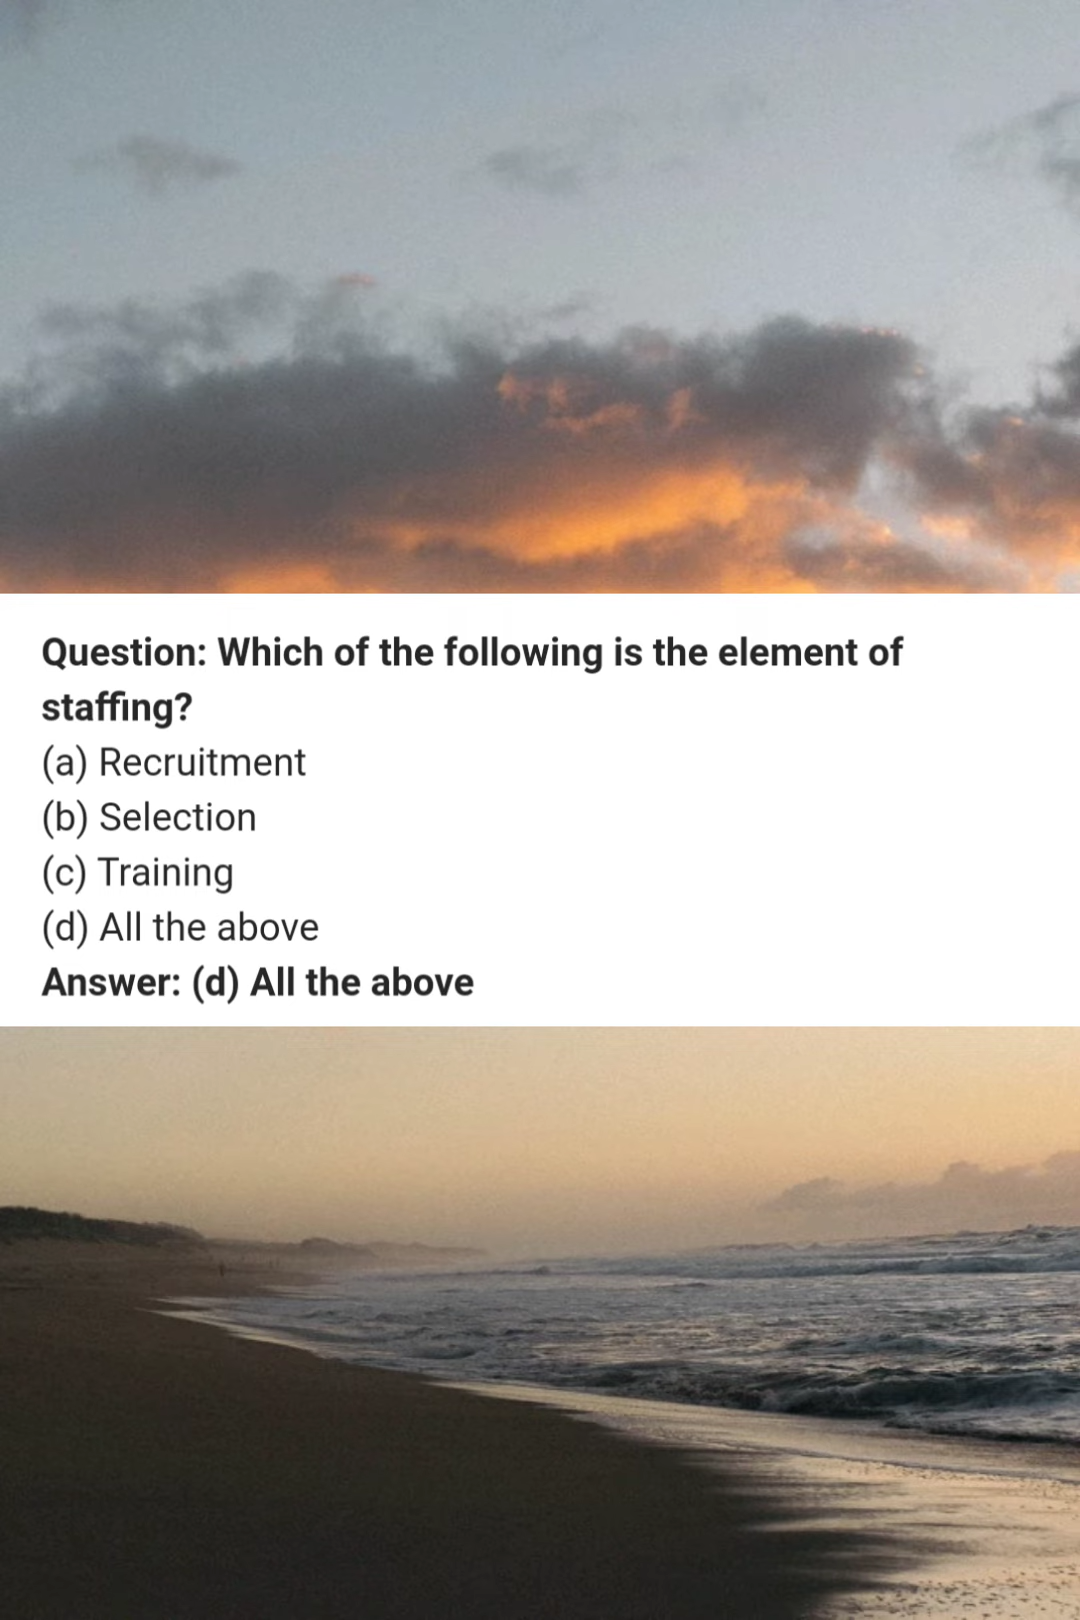 Question: Which of the following is the element of
staffing?
(a) Recruitment
(b) Selection
(c) Training
(d) All the above
Answer: (d) All the above